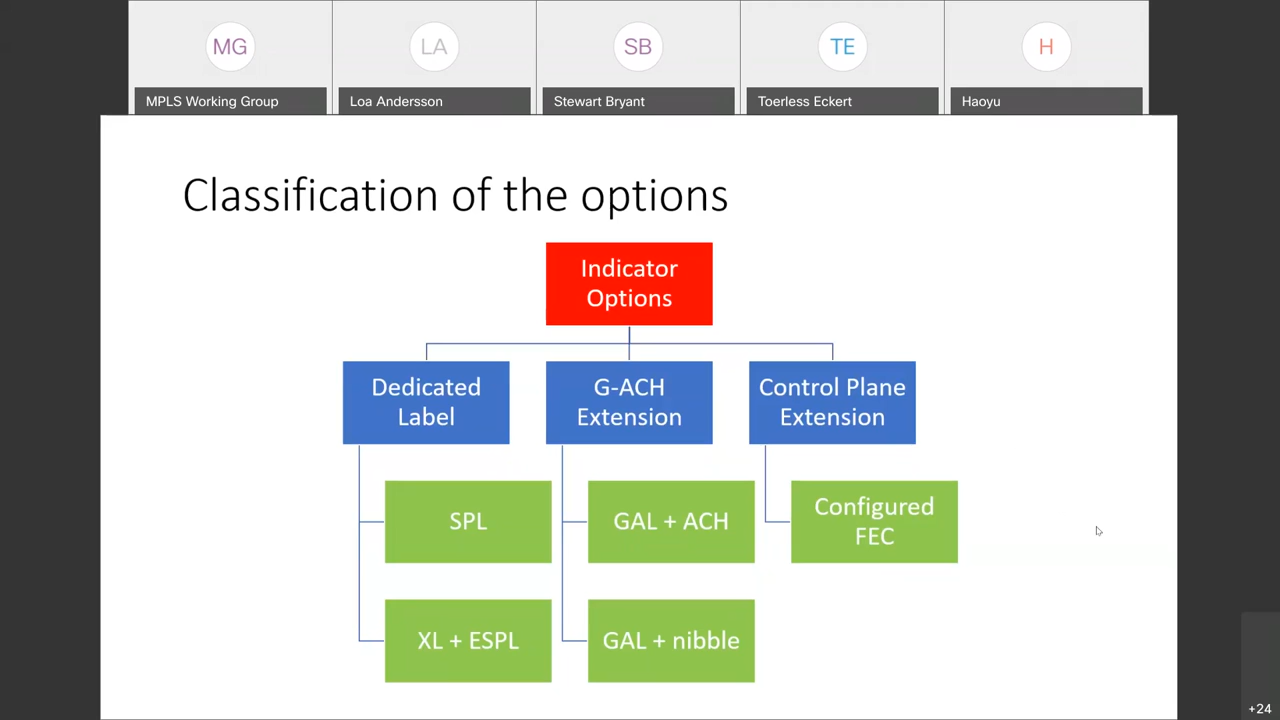 MG
LA
SB
TE
H
MPLS Working Group
Loa Andersson
Stewart Bryant
Toerless Eckert
Haoyu
Classification of the options
Indicator
Options
Dedicated
Label
G-ACH
Extension
Control Plane
Extension
SPL
GAL + ACH
Configured
FEC
XL + ESPL
GAL + nibble
+24